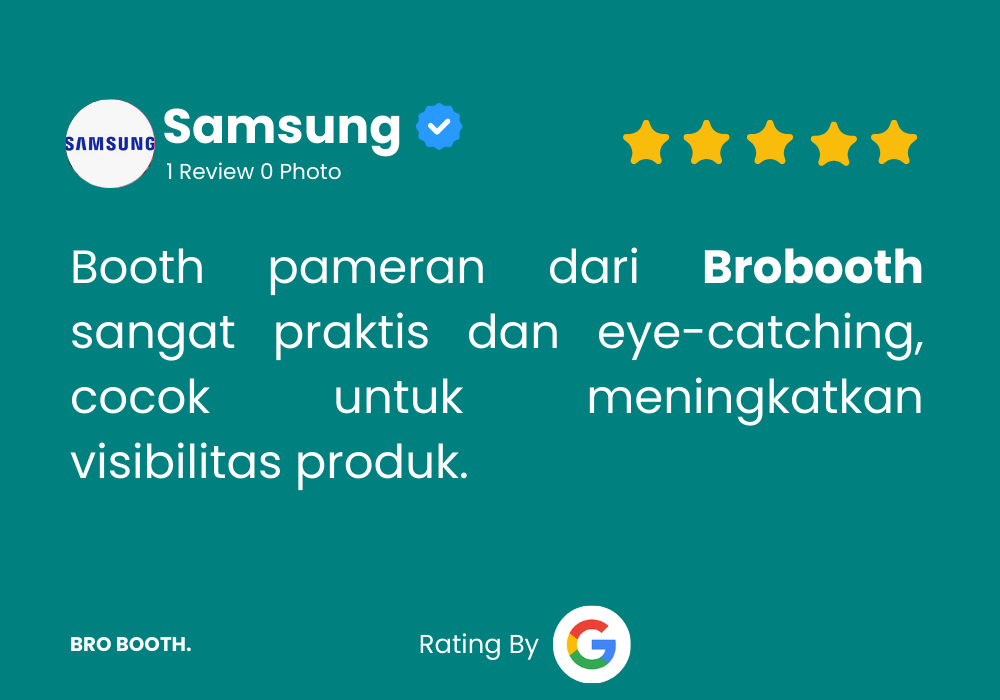 SAMSUNG
Samsung
1 Review 0 Photo
Booth pameran dari Brobooth
sangat praktis dan eye-catching,
cocok untuk meningkatkan
visibilitas produk.
BRO BOOTH.
Rating By G